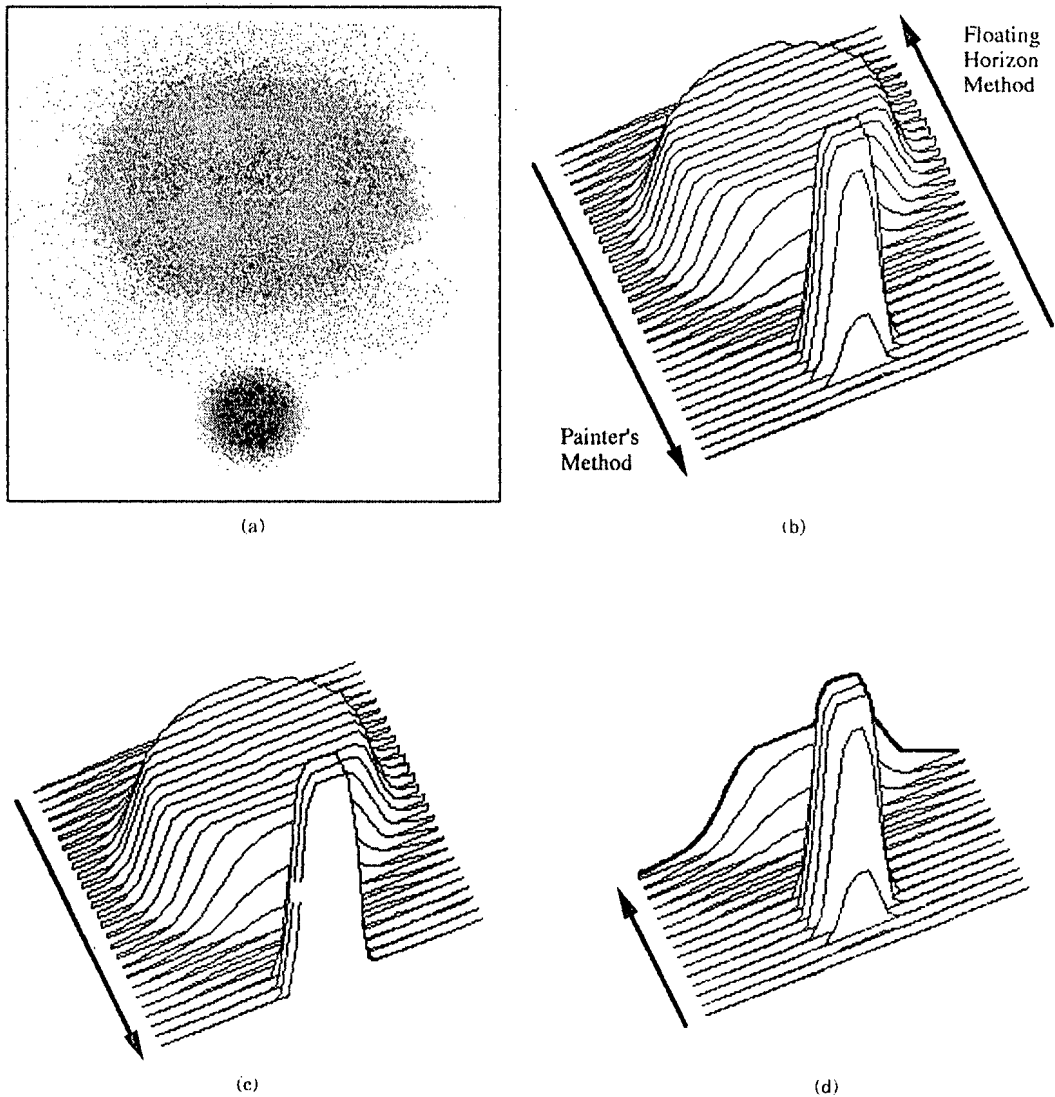 Floating
Horizon
Method
Painter's
Method
(a)
(b)
(c)
(d)